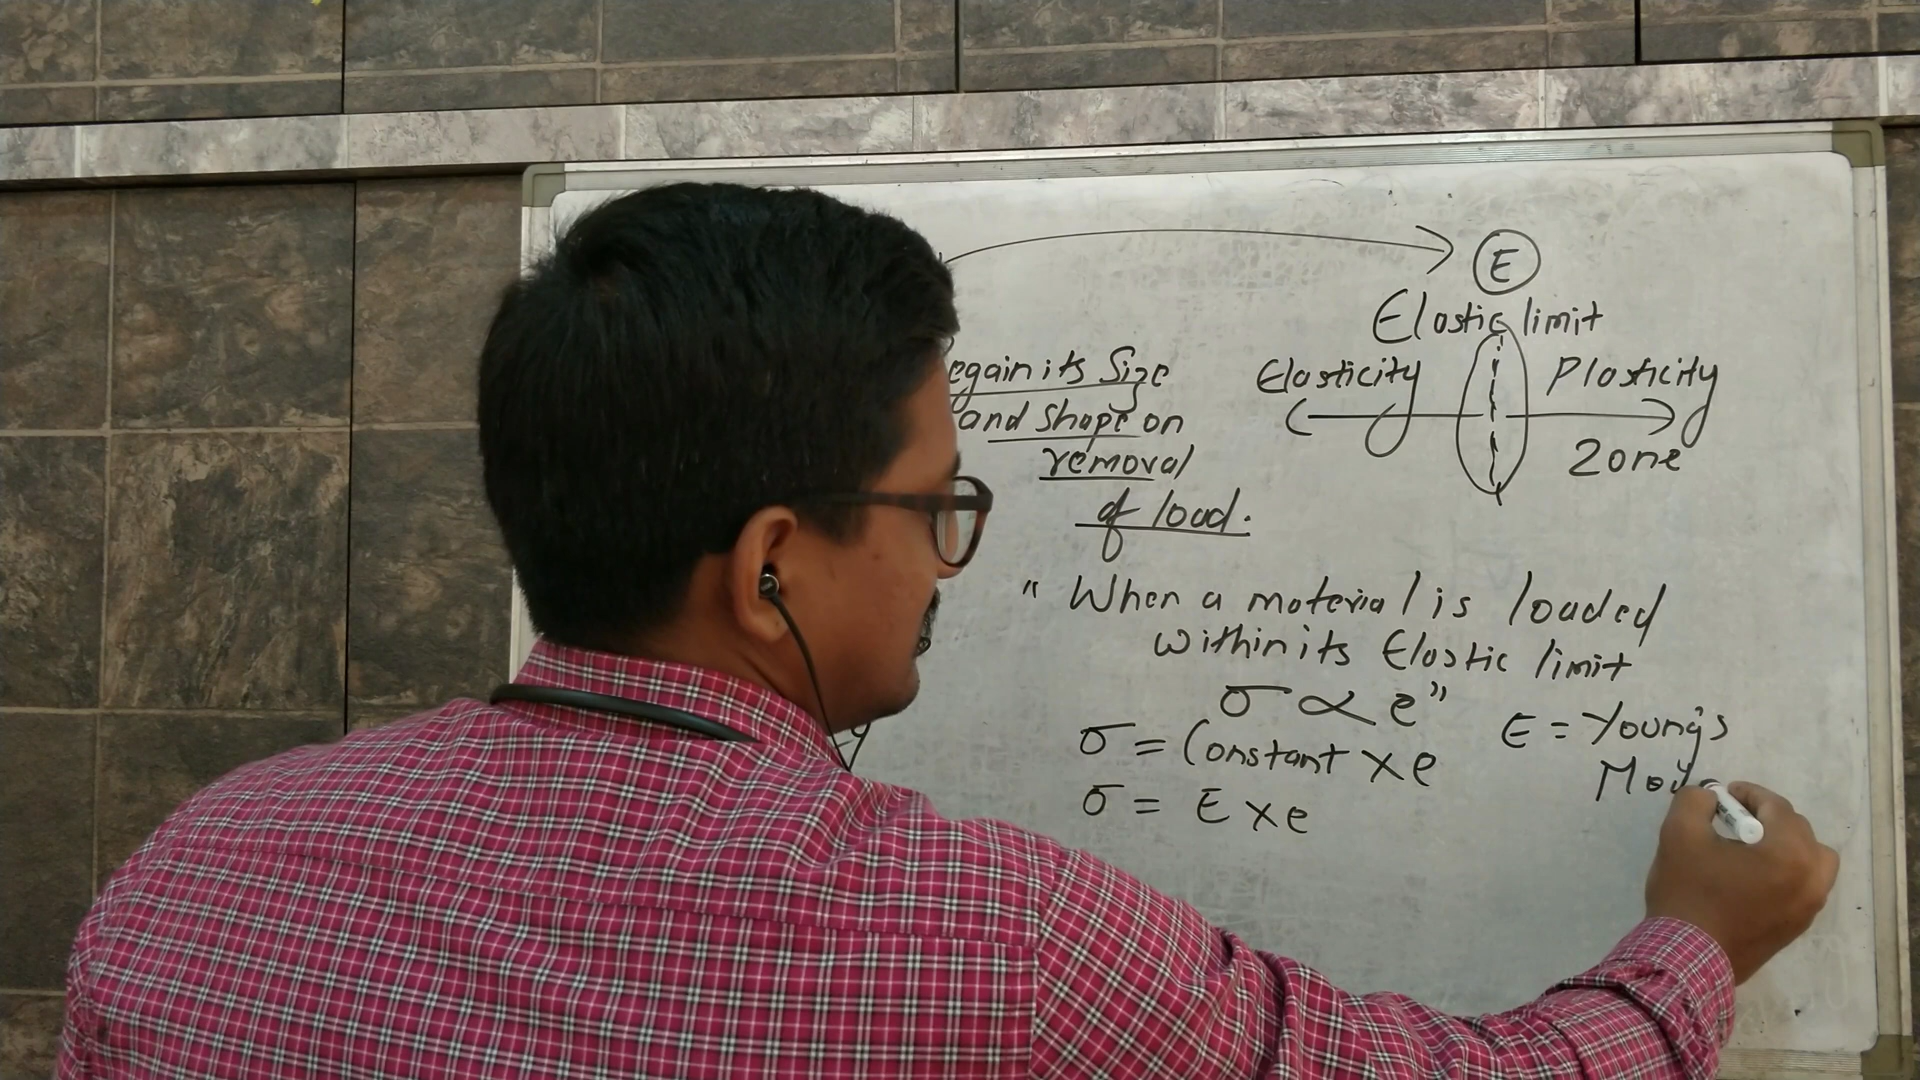 E
Elastic limit
Elasticity Plasticity
Zone
egain its Size
and shape on
removal
of load.
" When a material is loaded
within its Elastic limit
σ ∝ e "
σ = Constant × e
σ = E × e
E = Young's
Mod